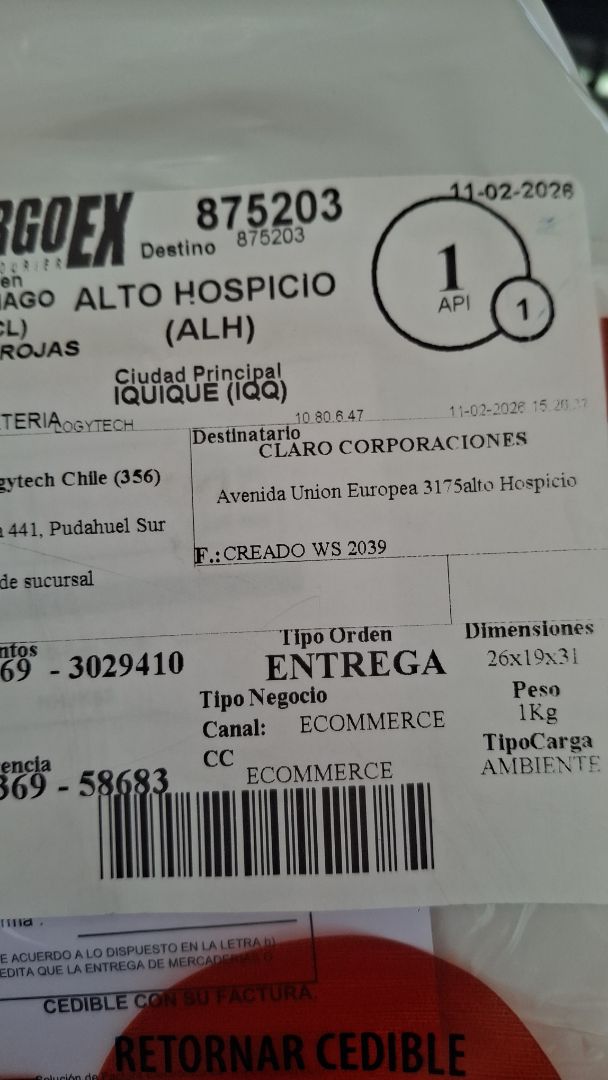 11-02-2026
RGOEX
875203
Destino 875203
1
API
1
en
IAGO ALTO HOSPICIO
CL) (ALH)
ROJAS
Ciudad Principal
IQUIQUE (IQQ)
TERIA LOGYTECH 10.80.6.47 11-02-2026 15:26:37
Destinatario
CLARO CORPORACIONES
gytech Chile (356)
Avenida Union Europea 3175alto Hospicio
441, Pudahuel Sur
F.: CREADO WS 2039
de sucursal
ntos
69 - 3029410
Tipo Orden
ENTREGA
Dimensiones
26x19x31
Tipo Negocio
Peso
Canal: ECOMMERCE
1Kg
CC
ECOMMERCE
TipoCarga
AMBIENTE
encia
369 - 58683
E ACUERDO A LO DISPUESTO EN LA LETRA b)
EDITA QUE LA ENTREGA DE MERCADERIAS O
CEDIBLE CON SU FACTURA.
RETORNAR CEDIBLE